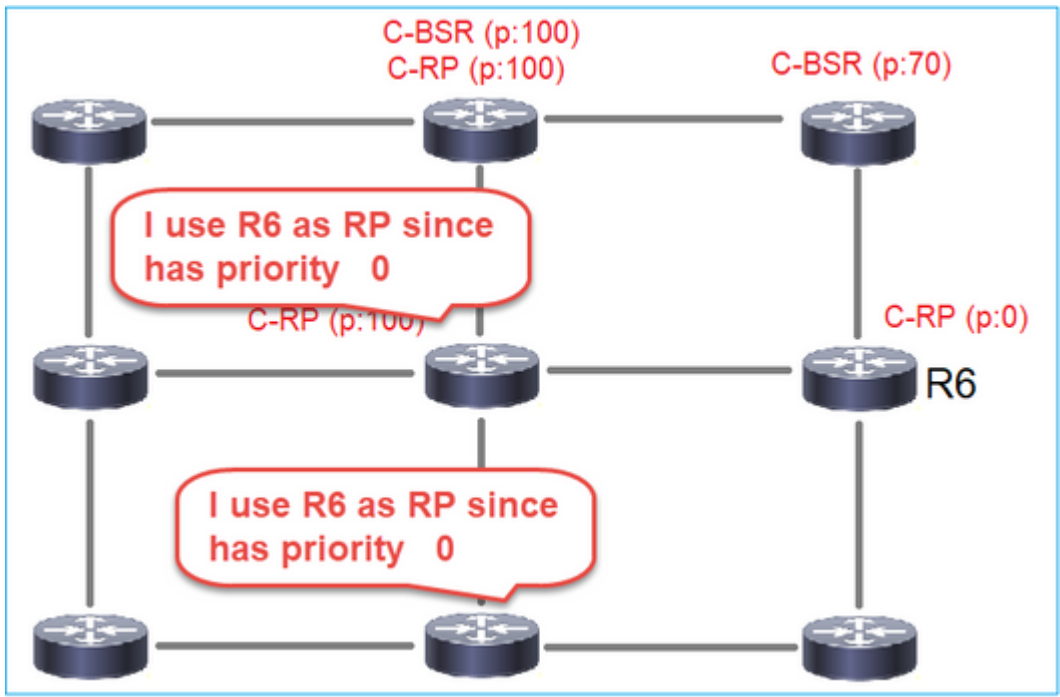 C-BSR (p:100)
C-RP (p:100)
C-BSR (p:70)
I use R6 as RP since
has priority 0
C-RP (p:100)
C-RP (p:0)
R6
I use R6 as RP since
has priority 0